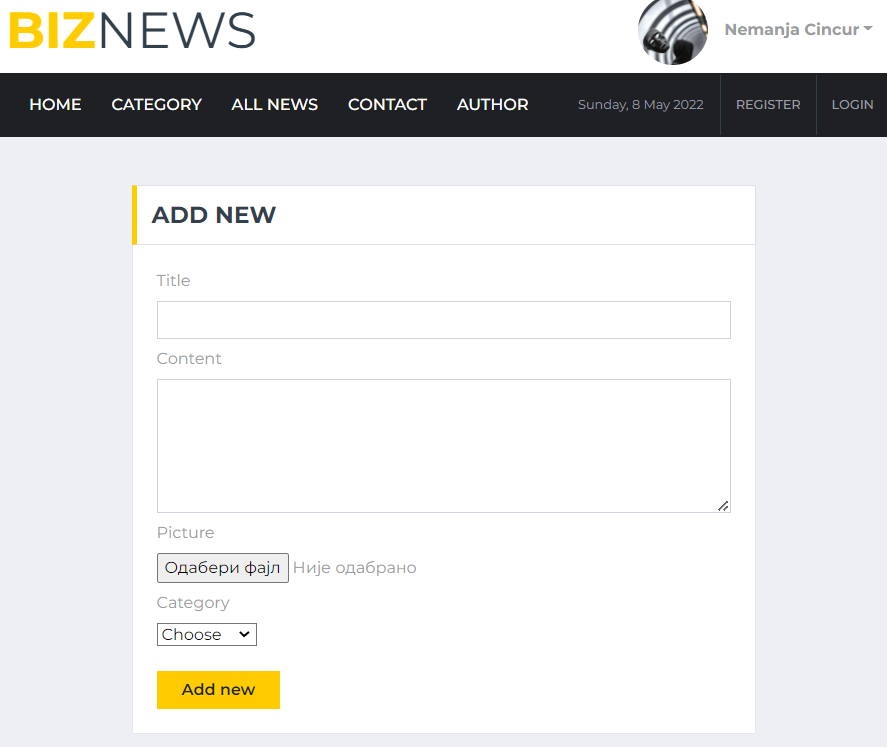 BIZNEWS
Nemanja Cincur
HOME CATEGORY ALL NEWS CONTACT AUTHOR Sunday, 8 May 2022 REGISTER LOGIN
ADD NEW
Title
Content
Picture
Одабери фајл Није одабрано
Category
Choose
Add new